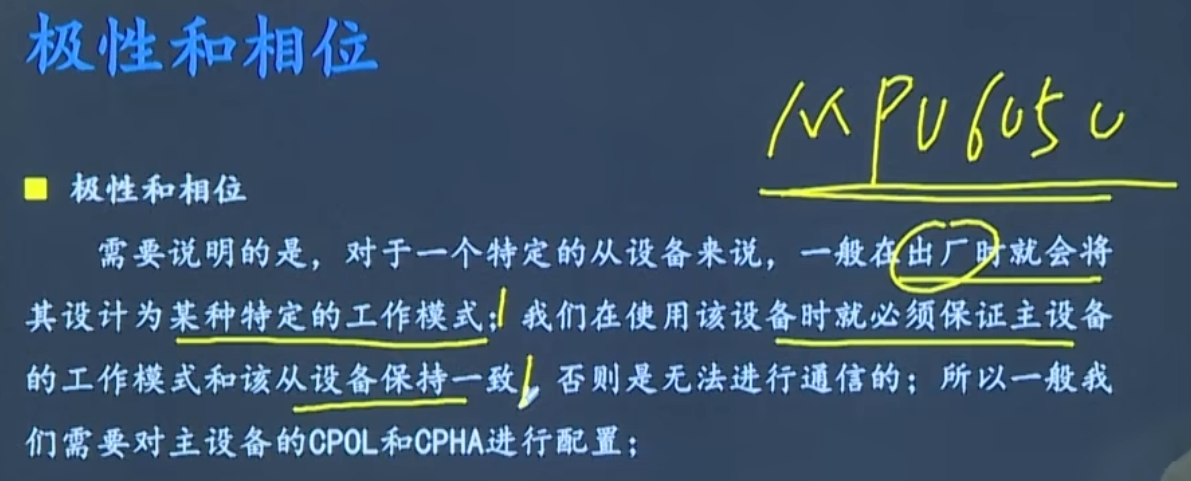 极性和相位
MPU6050
极性和相位
需要说明的是，对于一个特定的从设备来说，一般在出厂时就会将
其设计为某种特定的工作模式；我们在使用该设备时就必须保证主设备
的工作模式和该从设备保持一致，否则是无法进行通信的；所以一般我
们需要对主设备的CPOL和CPHA进行配置；